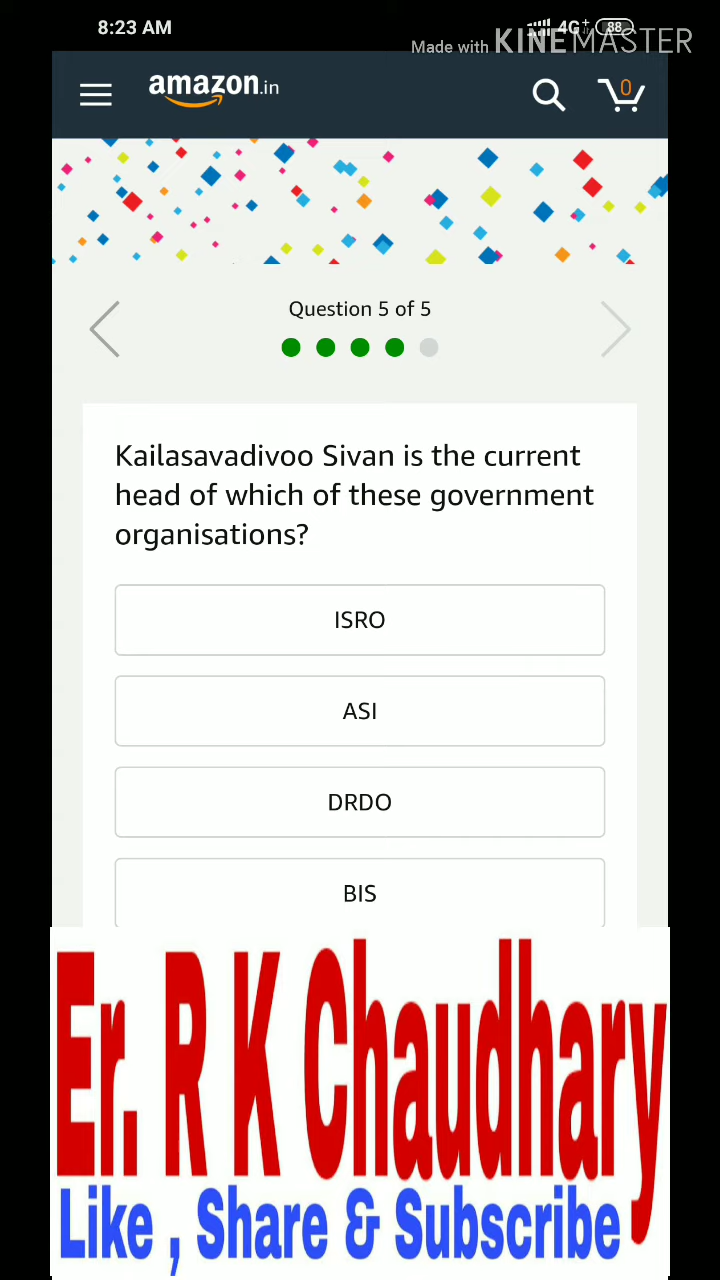 8:23 AM
4G+ 88
Made with KINEMASTER
amazon.in
0
Question 5 of 5
Kailasavadivoo Sivan is the current
head of which of these government
organisations?
ISRO
ASI
DRDO
BIS
Er. R K Chaudhary
Like , Share & Subscribe